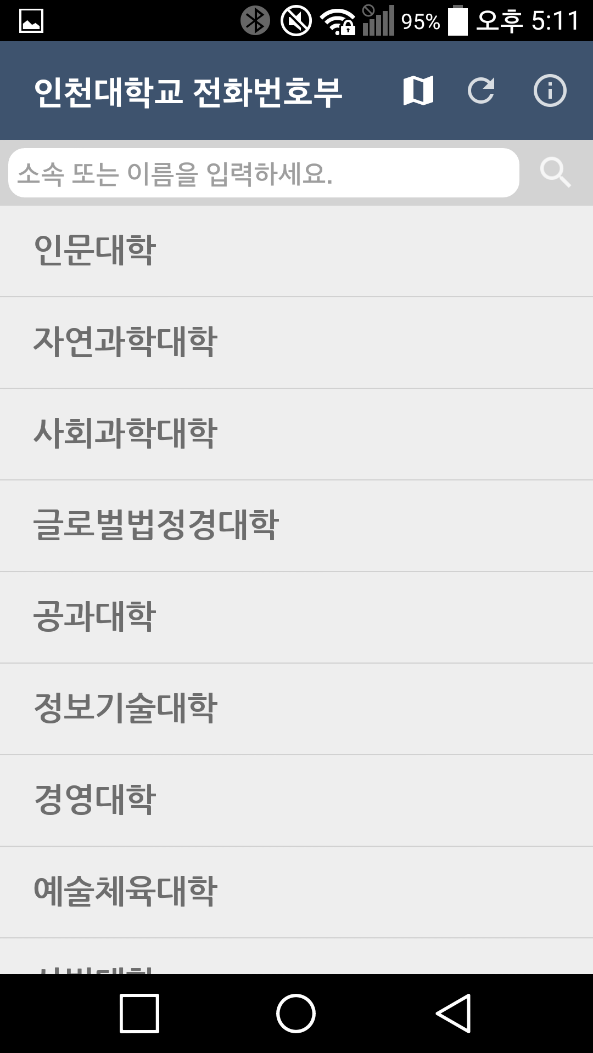 95% 오후 5:11
인천대학교 전화번호부
소속 또는 이름을 입력하세요.
인문대학
자연과학대학
사회과학대학
글로벌법정경대학
공과대학
정보기술대학
경영대학
예술체육대학